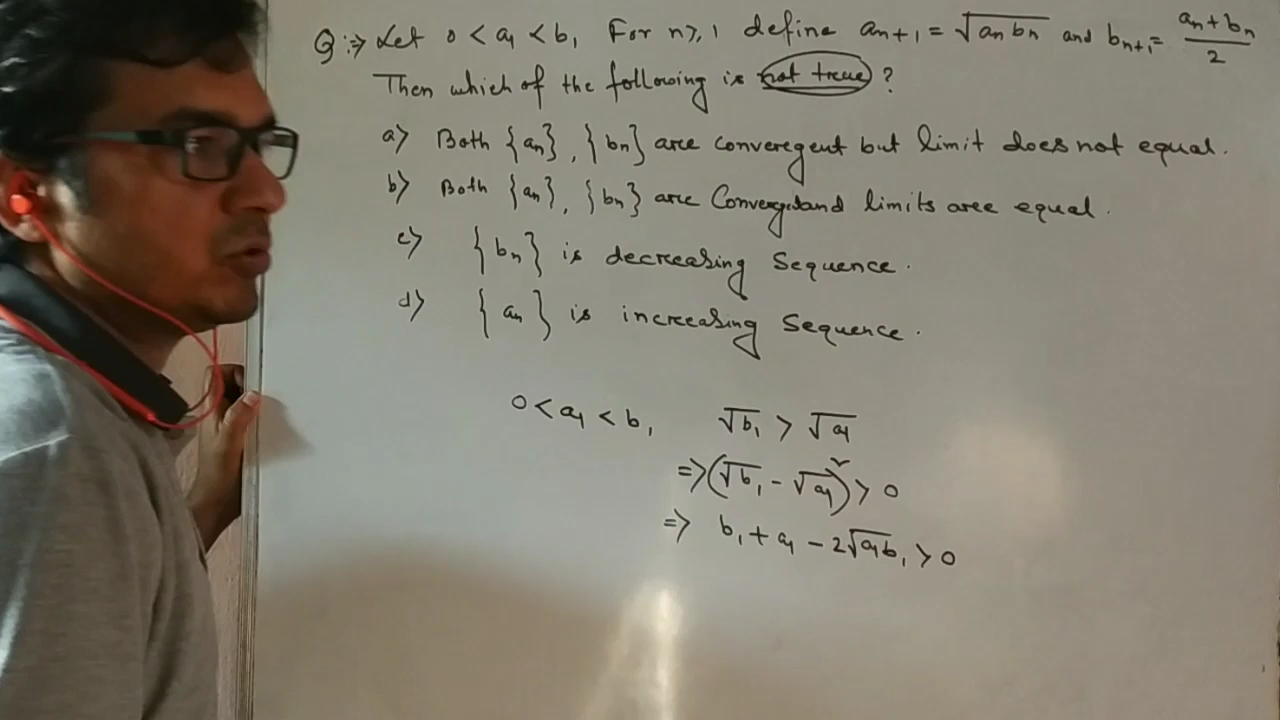 Q:⇒ Let 0 < a₁ < b₁ For n≥1 define aₙ₊₁ = √(aₙbₙ) and bₙ₊₁ = (aₙ+bₙ)/2
Then which of the following is not true ?
a) Both {aₙ}, {bₙ} are convergent but limit does not equal.
b) Both {aₙ}, {bₙ} are Convergent and limits are equal.
c) {bₙ} is decreasing Sequence.
d) {aₙ} is increasing Sequence.
0 < a₁ < b₁ √b₁ > √a₁
⇒ (√b₁ - √a₁)² > 0
⇒ b₁ + a₁ - 2√(a₁b₁) > 0